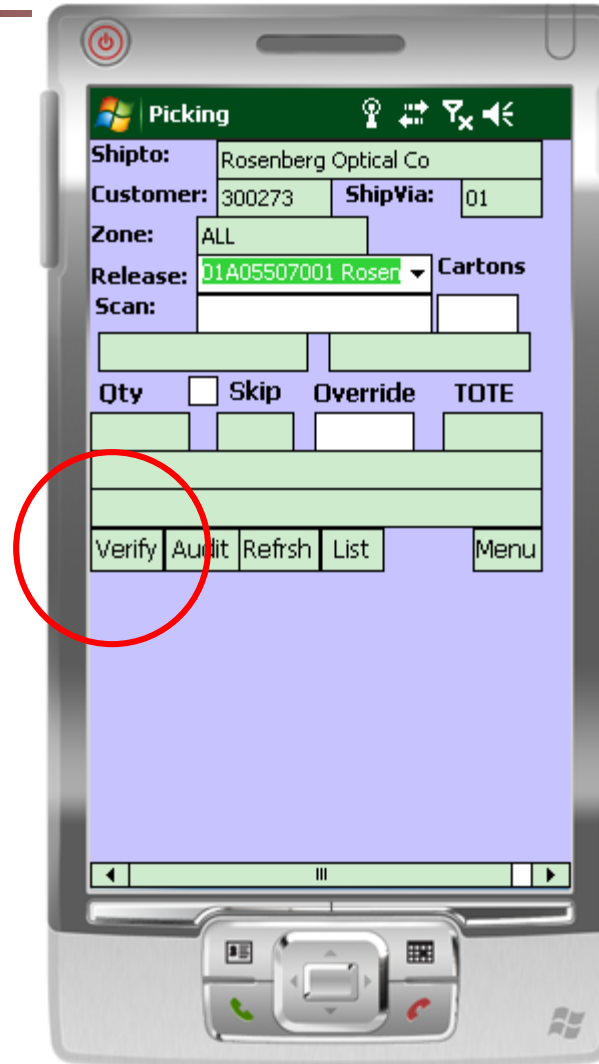 Picking
Shipto: Rosenberg Optical Co
Customer: 300273 ShipVia: 01
Zone: ALL
Release: 01A05507001 Rosen Cartons
Scan:
Qty Skip Override TOTE
Verify Audit Refrsh List Menu